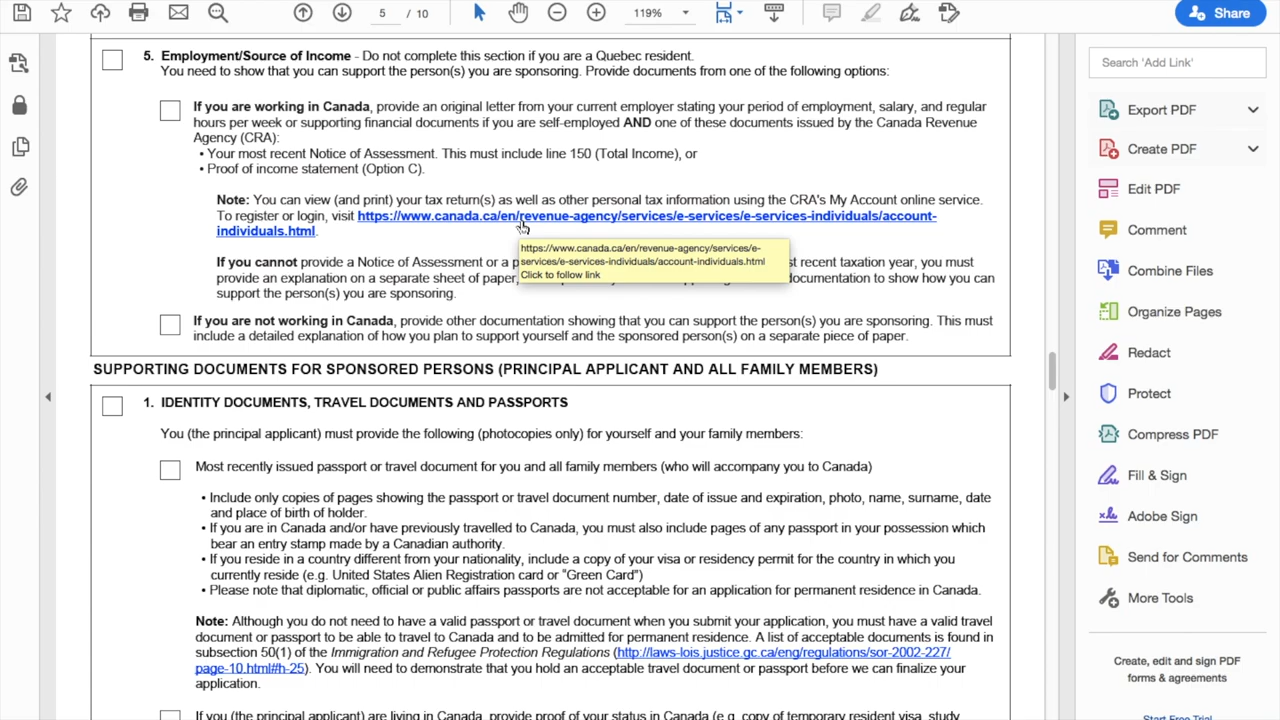 5 / 10
119%
Share
5. Employment/Source of Income - Do not complete this section if you are a Quebec resident.
You need to show that you can support the person(s) you are sponsoring. Provide documents from one of the following options:
If you are working in Canada, provide an original letter from your current employer stating your period of employment, salary, and regular
hours per week or supporting financial documents if you are self-employed AND one of these documents issued by the Canada Revenue
Agency (CRA):
• Your most recent Notice of Assessment. This must include line 150 (Total Income), or
• Proof of income statement (Option C).
Note: You can view (and print) your tax return(s) as well as other personal tax information using the CRA's My Account online service.
To register or login, visit https://www.canada.ca/en/revenue-agency/services/e-services/e-services-individuals/account-
individuals.html.
https://www.canada.ca/en/revenue-agency/services/e-
services/e-services-individuals/account-individuals.html
Click to follow link
If you cannot provide a Notice of Assessment or a p st recent taxation year, you must
provide an explanation on a separate sheet of paper, documentation to show how you can
support the person(s) you are sponsoring.
If you are not working in Canada, provide other documentation showing that you can support the person(s) you are sponsoring. This must
include a detailed explanation of how you plan to support yourself and the sponsored person(s) on a separate piece of paper.
SUPPORTING DOCUMENTS FOR SPONSORED PERSONS (PRINCIPAL APPLICANT AND ALL FAMILY MEMBERS)
1. IDENTITY DOCUMENTS, TRAVEL DOCUMENTS AND PASSPORTS
You (the principal applicant) must provide the following (photocopies only) for yourself and your family members:
Most recently issued passport or travel document for you and all family members (who will accompany you to Canada)
• Include only copies of pages showing the passport or travel document number, date of issue and expiration, photo, name, surname, date
and place of birth of holder.
• If you are in Canada and/or have previously travelled to Canada, you must also include pages of any passport in your possession which
bear an entry stamp made by a Canadian authority.
• If you reside in a country different from your nationality, include a copy of your visa or residency permit for the country in which you
currently reside (e.g. United States Alien Registration card or "Green Card")
• Please note that diplomatic, official or public affairs passports are not acceptable for an application for permanent residence in Canada.
Note: Although you do not need to have a valid passport or travel document when you submit your application, you must have a valid travel
document or passport to be able to travel to Canada and to be admitted for permanent residence. A list of acceptable documents is found in
subsection 50(1) of the Immigration and Refugee Protection Regulations (http://laws-lois.justice.gc.ca/eng/regulations/sor-2002-227/
page-10.html#h-25). You will need to demonstrate that you hold an acceptable travel document or passport before we can finalize your
application.
If you (the principal applicant) are living in Canada, provide proof of your status in Canada (e.g. copy of temporary resident visa, study
Search 'Add Link'
Export PDF
Create PDF
Edit PDF
Comment
Combine Files
Organize Pages
Redact
Protect
Compress PDF
Fill & Sign
Adobe Sign
Send for Comments
More Tools
Create, edit and sign PDF
forms & agreements
Start Free Trial